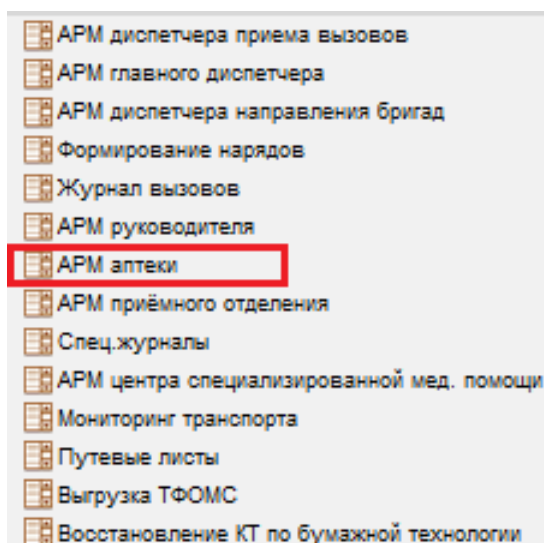 АРМ диспетчера приема вызовов
АРМ главного диспетчера
АРМ диспетчера направления бригад
Формирование нарядов
Журнал вызовов
АРМ руководителя
АРМ аптеки
АРМ приёмного отделения
Спец.журналы
АРМ центра специализированной мед. помощи
Мониторинг транспорта
Путевые листы
Выгрузка ТФОМС
Восстановление КТ по бумажной технологии